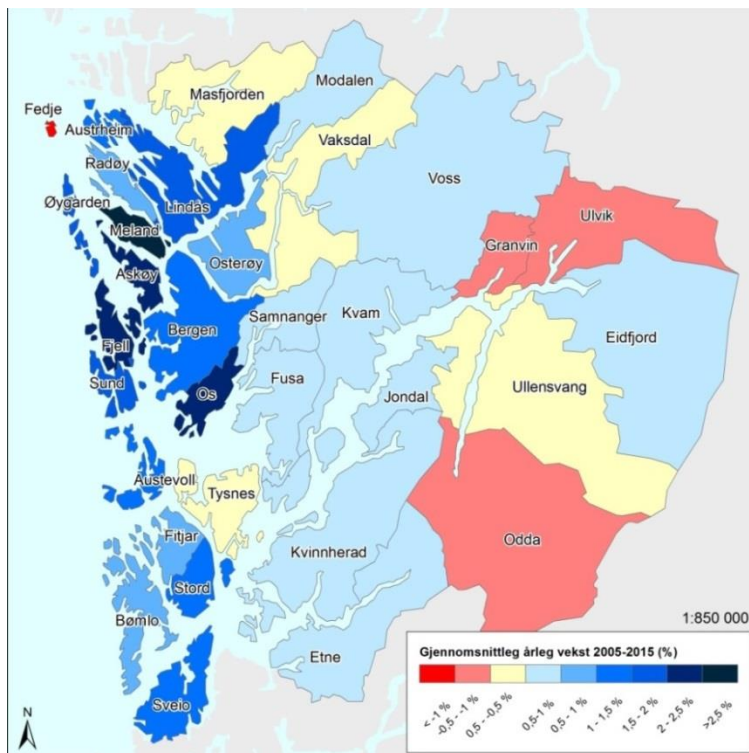 Masfjorden
Modalen
Fedje
Austrheim
Vaksdal
Radøy
Voss
Øygarden
Lindås
Ulvik
Meland
Granvin
Askøy
Osterøy
Samnanger
Kvam
Bergen
Eidfjord
Fjell
Fusa
Sund
Os
Jondal
Ullensvang
Austevoll
Tysnes
Fitjar
Odda
Kvinnherad
Stord
Bømlo
1:850 000
Etne
Sveio
N
Gjennomsnittleg årleg vekst 2005-2015 (%)
< -1 %
-0,5 - -1 %
0,5 - -0,5 %
0,5-1 %
0,5 - 1 %
1 - 1,5 %
1,5 - 2 %
2 - 2,5 %
>2,5 %